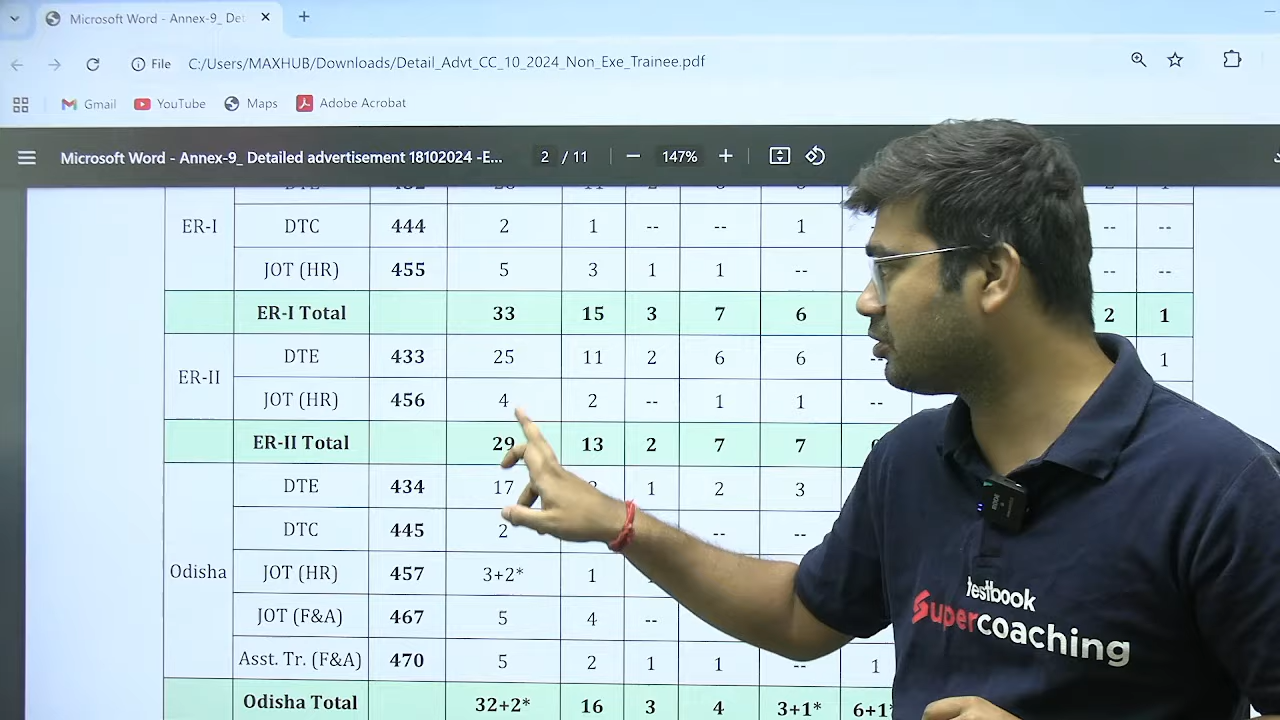 Microsoft Word - Annex-9_ Det
File C:/Users/MAXHUB/Downloads/Detail_Advt_CC_10_2024_Non_Exe_Trainee.pdf
Gmail YouTube Maps Adobe Acrobat
Microsoft Word - Annex-9_ Detailed advertisement 18102024 -E... 2 / 11 147%
ER-I DTC 444 2 1 -- -- 1 -- --
JOT (HR) 455 5 3 1 1 -- -- --
ER-I Total 33 15 3 7 6 2 1
ER-II DTE 433 25 11 2 6 6 -- 1
JOT (HR) 456 4 2 -- 1 1 --
ER-II Total 29 13 2 7 7
Odisha DTE 434 17 1 2 3
DTC 445 2 -- --
JOT (HR) 457 3+2* 1
JOT (F&A) 467 5 4 --
Asst. Tr. (F&A) 470 5 2 1 1 -- 1
Odisha Total 32+2* 16 3 4 3+1* 6+1*
testbook
Supercoaching
RODE